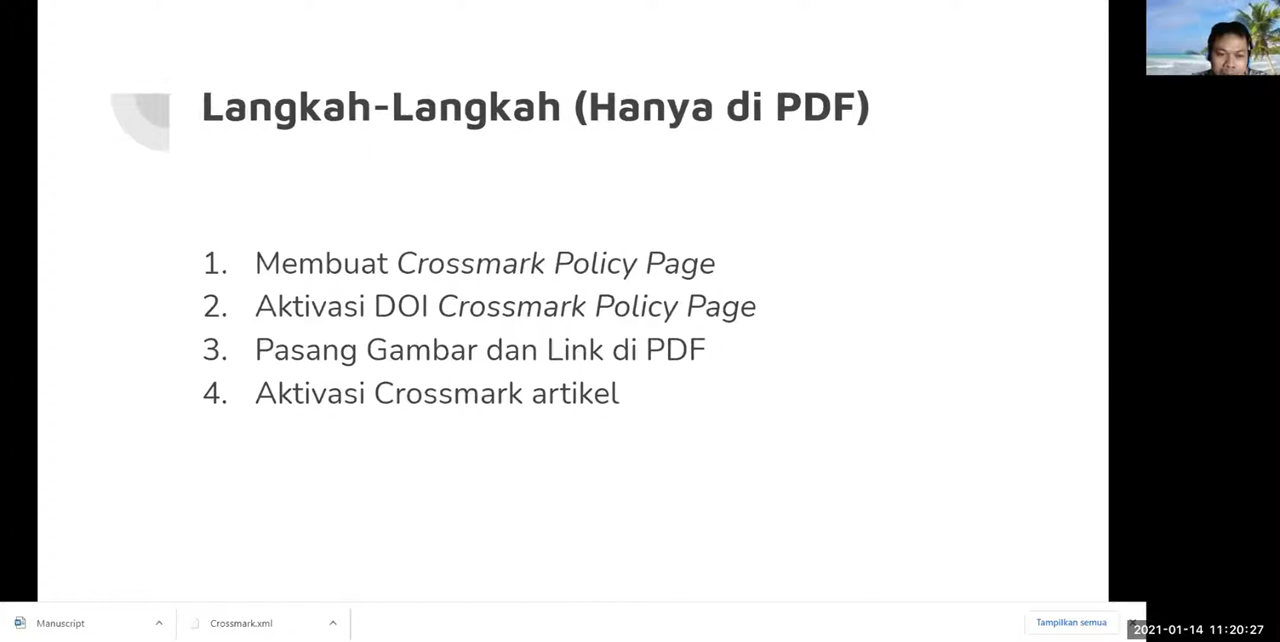 Langkah-Langkah (Hanya di PDF)
1. Membuat Crossmark Policy Page
2. Aktivasi DOI Crossmark Policy Page
3. Pasang Gambar dan Link di PDF
4. Aktivasi Crossmark artikel
Manuscript
Crossmark.xml
Tampilkan semua
2021-01-14 11:20:27